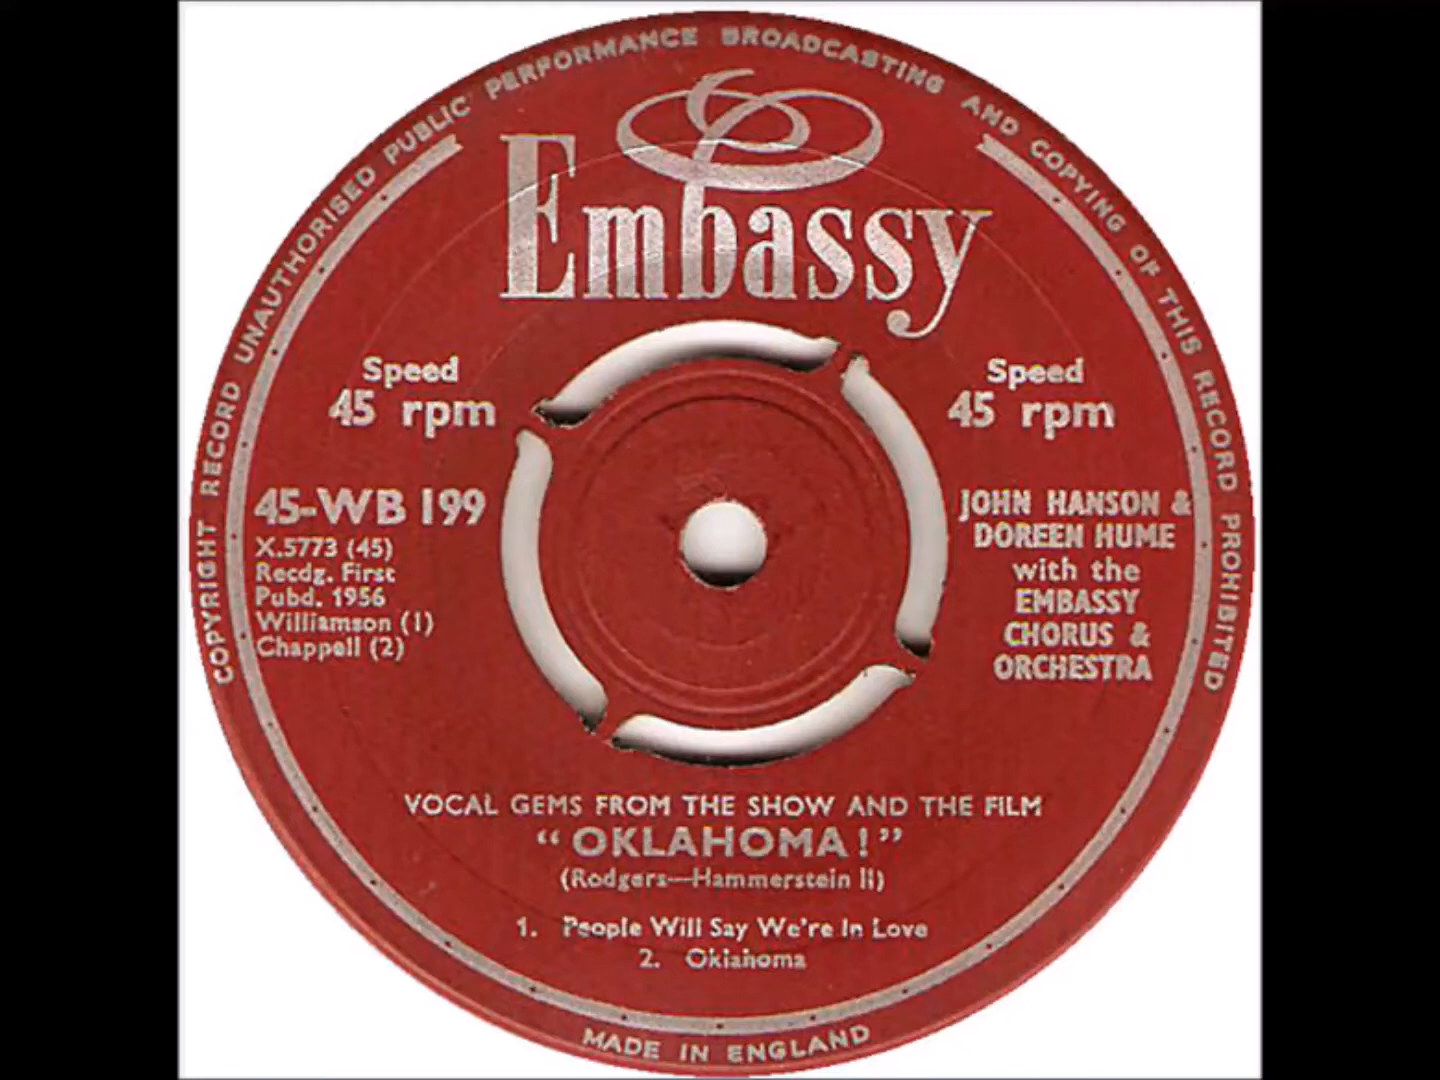 COPYRIGHT RECORD UNAUTHORISED PUBLIC PERFORMANCE BROADCASTING AND COPYING OF THIS RECORD PROHIBITED
Embassy
Speed
45 rpm
Speed
45 rpm
45-WB 199
X.5773 (45)
Recdg. First
Pubd. 1956
Williamson (1)
Chappell (2)
JOHN HANSON &
DOREEN HUME
with the
EMBASSY
CHORUS &
ORCHESTRA
VOCAL GEMS FROM THE SHOW AND THE FILM
“OKLAHOMA!”
(Rodgers—Hammerstein II)
1. People Will Say We're In Love
2. Oklahoma
MADE IN ENGLAND